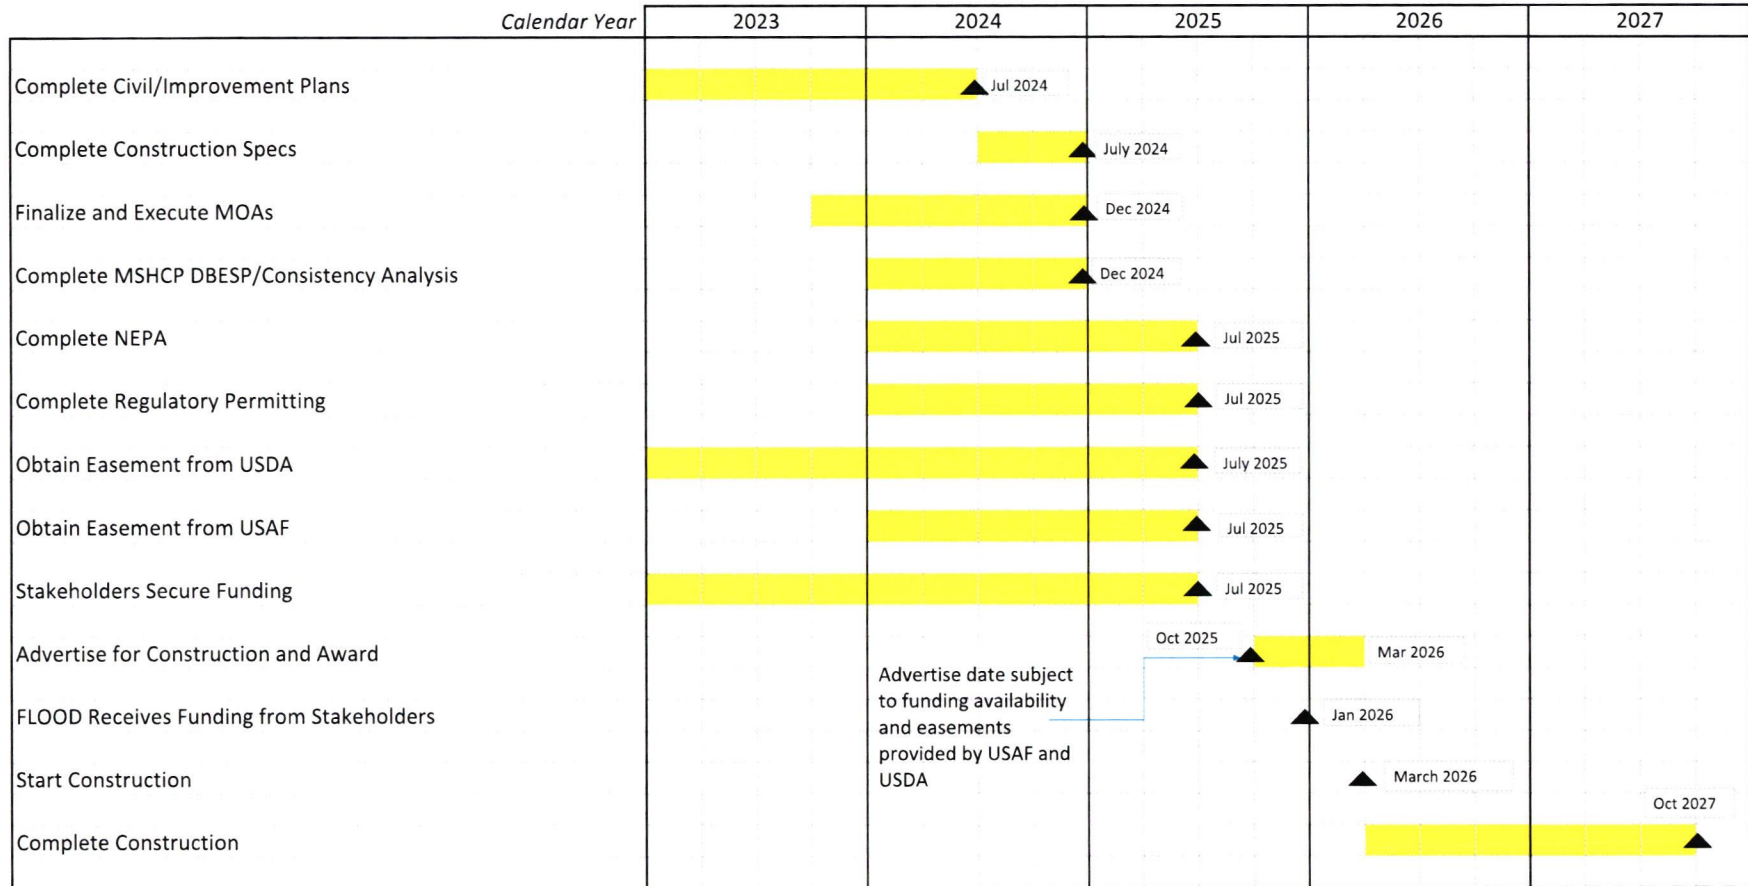 Calendar Year 2023 2024 2025 2026 2027
Complete Civil/Improvement Plans Jul 2024
Complete Construction Specs July 2024
Finalize and Execute MOAs Dec 2024
Complete MSHCP DBESP/Consistency Analysis Dec 2024
Complete NEPA Jul 2025
Complete Regulatory Permitting Jul 2025
Obtain Easement from USDA July 2025
Obtain Easement from USAF Jul 2025
Stakeholders Secure Funding Jul 2025
Advertise for Construction and Award Oct 2025 Mar 2026
Advertise date subject
to funding availability
and easements
provided by USAF and
USDA
FLOOD Receives Funding from Stakeholders Jan 2026
Start Construction March 2026
Complete Construction Oct 2027